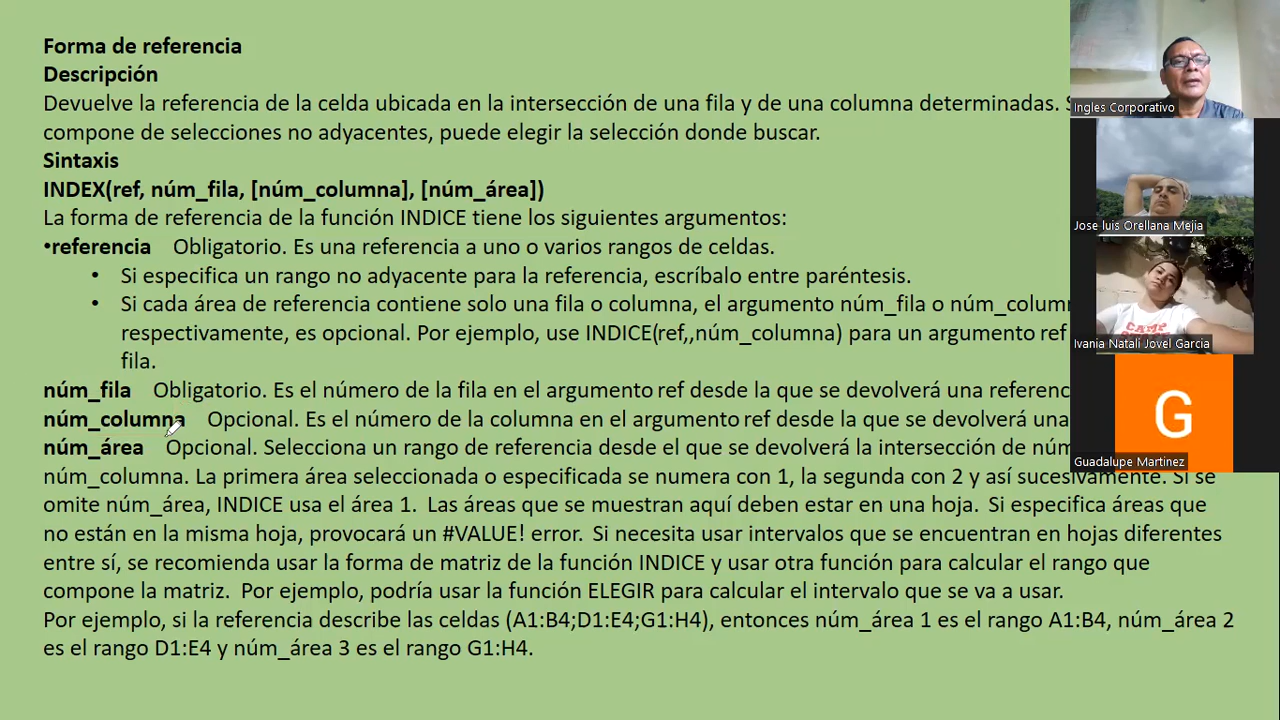 Forma de referencia
Descripción
Devuelve la referencia de la celda ubicada en la intersección de una fila y de una columna determinadas.
compone de selecciones no adyacentes, puede elegir la selección donde buscar.
Sintaxis
INDEX(ref, núm_fila, [núm_columna], [núm_área])
La forma de referencia de la función INDICE tiene los siguientes argumentos:
•referencia Obligatorio. Es una referencia a uno o varios rangos de celdas.
• Si especifica un rango no adyacente para la referencia, escríbalo entre paréntesis.
• Si cada área de referencia contiene solo una fila o columna, el argumento núm_fila o
respectivamente, es opcional. Por ejemplo, use INDICE(ref,,núm_columna) para un argumento ref
fila.
núm_fila Obligatorio. Es el número de la fila en el argumento ref desde la que se devolverá una
núm_columna Opcional. Es el número de la columna en el argumento ref desde la que se devolverá una
núm_área Opcional. Selecciona un rango de referencia desde el que se devolverá la intersección de
núm_columna. La primera área seleccionada o especificada se numera con 1, la segunda con 2 y así sucesivamente. Si se
omite núm_área, INDICE usa el área 1. Las áreas que se muestran aquí deben estar en una hoja. Si especifica áreas que
no están en la misma hoja, provocará un #VALUE! error. Si necesita usar intervalos que se encuentran en hojas diferentes
entre sí, se recomienda usar la forma de matriz de la función INDICE y usar otra función para calcular el rango que
compone la matriz. Por ejemplo, podría usar la función ELEGIR para calcular el intervalo que se va a usar.
Por ejemplo, si la referencia describe las celdas (A1:B4;D1:E4;G1:H4), entonces núm_área 1 es el rango A1:B4, núm_área 2
es el rango D1:E4 y núm_área 3 es el rango G1:H4.
Ingles Corporativo
Jose luis Orellana Mejia
CAMP
Ivania Natali Jovel Garcia
G
Guadalupe Martinez